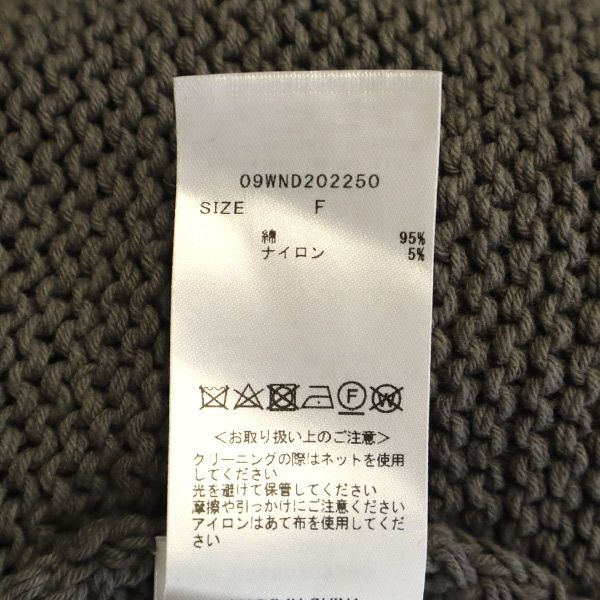 09WND202250
SIZE F
綿 95%
ナイロン 5%
F W
<お取り扱い上のご注意>
クリーニングの際はネットを使用
してください
光を避けて保管してください
摩擦や引っかけにご注意ください
アイロンはあて布を使用して
ください